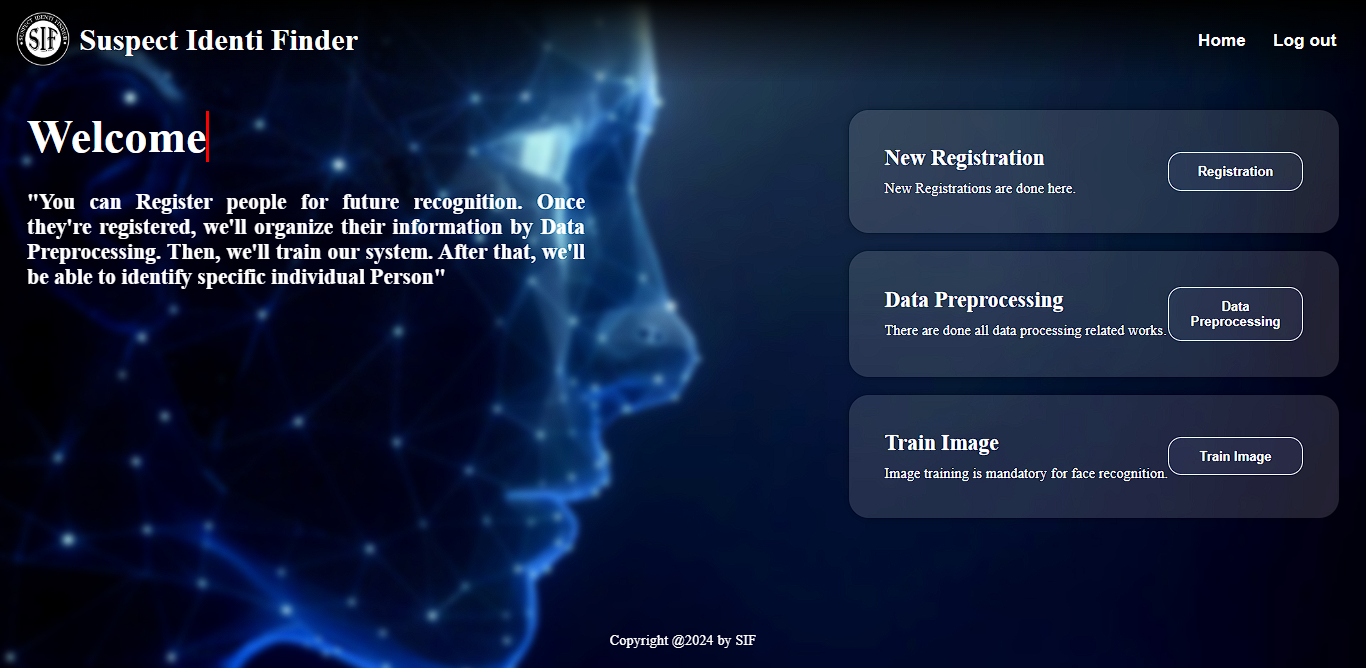 SUSPECT IDENTI FINDER
SIF
Suspect Identi Finder
Home
Log out
Welcome
"You can Register people for future recognition. Once
they're registered, we'll organize their information by Data
Preprocessing. Then, we'll train our system. After that, we'll
be able to identify specific individual Person"
New Registration
New Registrations are done here.
Registration
Data Preprocessing
There are done all data processing related works.
Data
Preprocessing
Train Image
Image training is mandatory for face recognition.
Train Image
Copyright @2024 by SIF